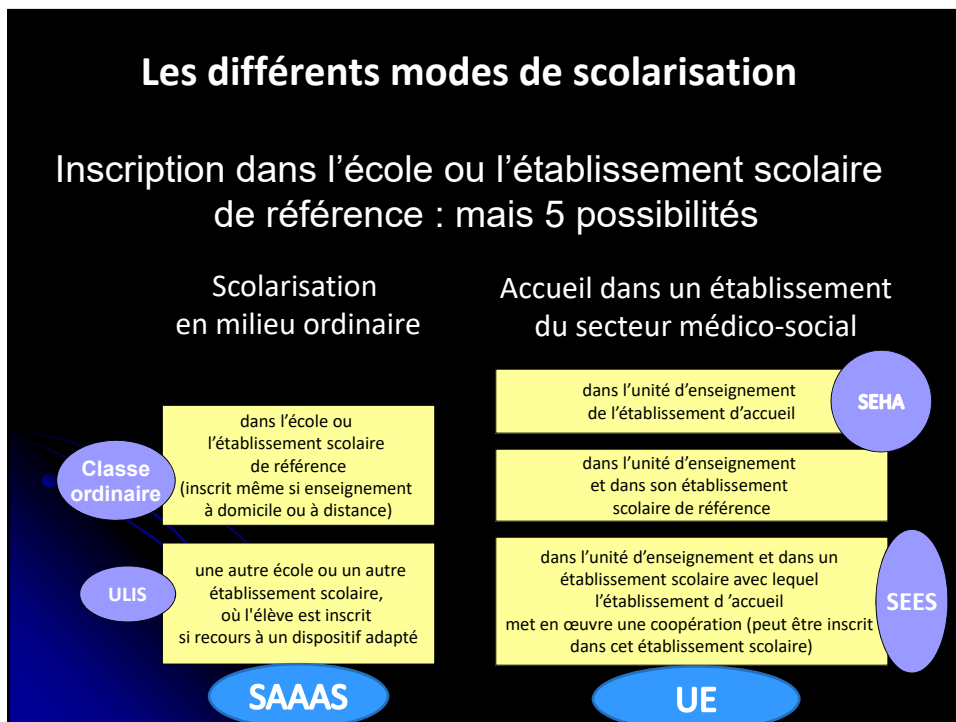 Les différents modes de scolarisation
Inscription dans l’école ou l’établissement scolaire
de référence : mais 5 possibilités
Scolarisation
en milieu ordinaire
Classe
ordinaire
dans l’école ou
l’établissement scolaire
de référence
(inscrit même si enseignement
à domicile ou à distance)
ULIS
une autre école ou un autre
établissement scolaire,
où l'élève est inscrit
si recours à un dispositif adapté
SAAAS
Accueil dans un établissement
du secteur médico-social
dans l’unité d’enseignement
de l’établissement d’accueil
SEHA
dans l’unité d’enseignement
et dans son établissement
scolaire de référence
dans l’unité d’enseignement et dans un
établissement scolaire avec lequel
l’établissement d ’accueil
met en œuvre une coopération (peut être inscrit
dans cet établissement scolaire)
SEES
UE